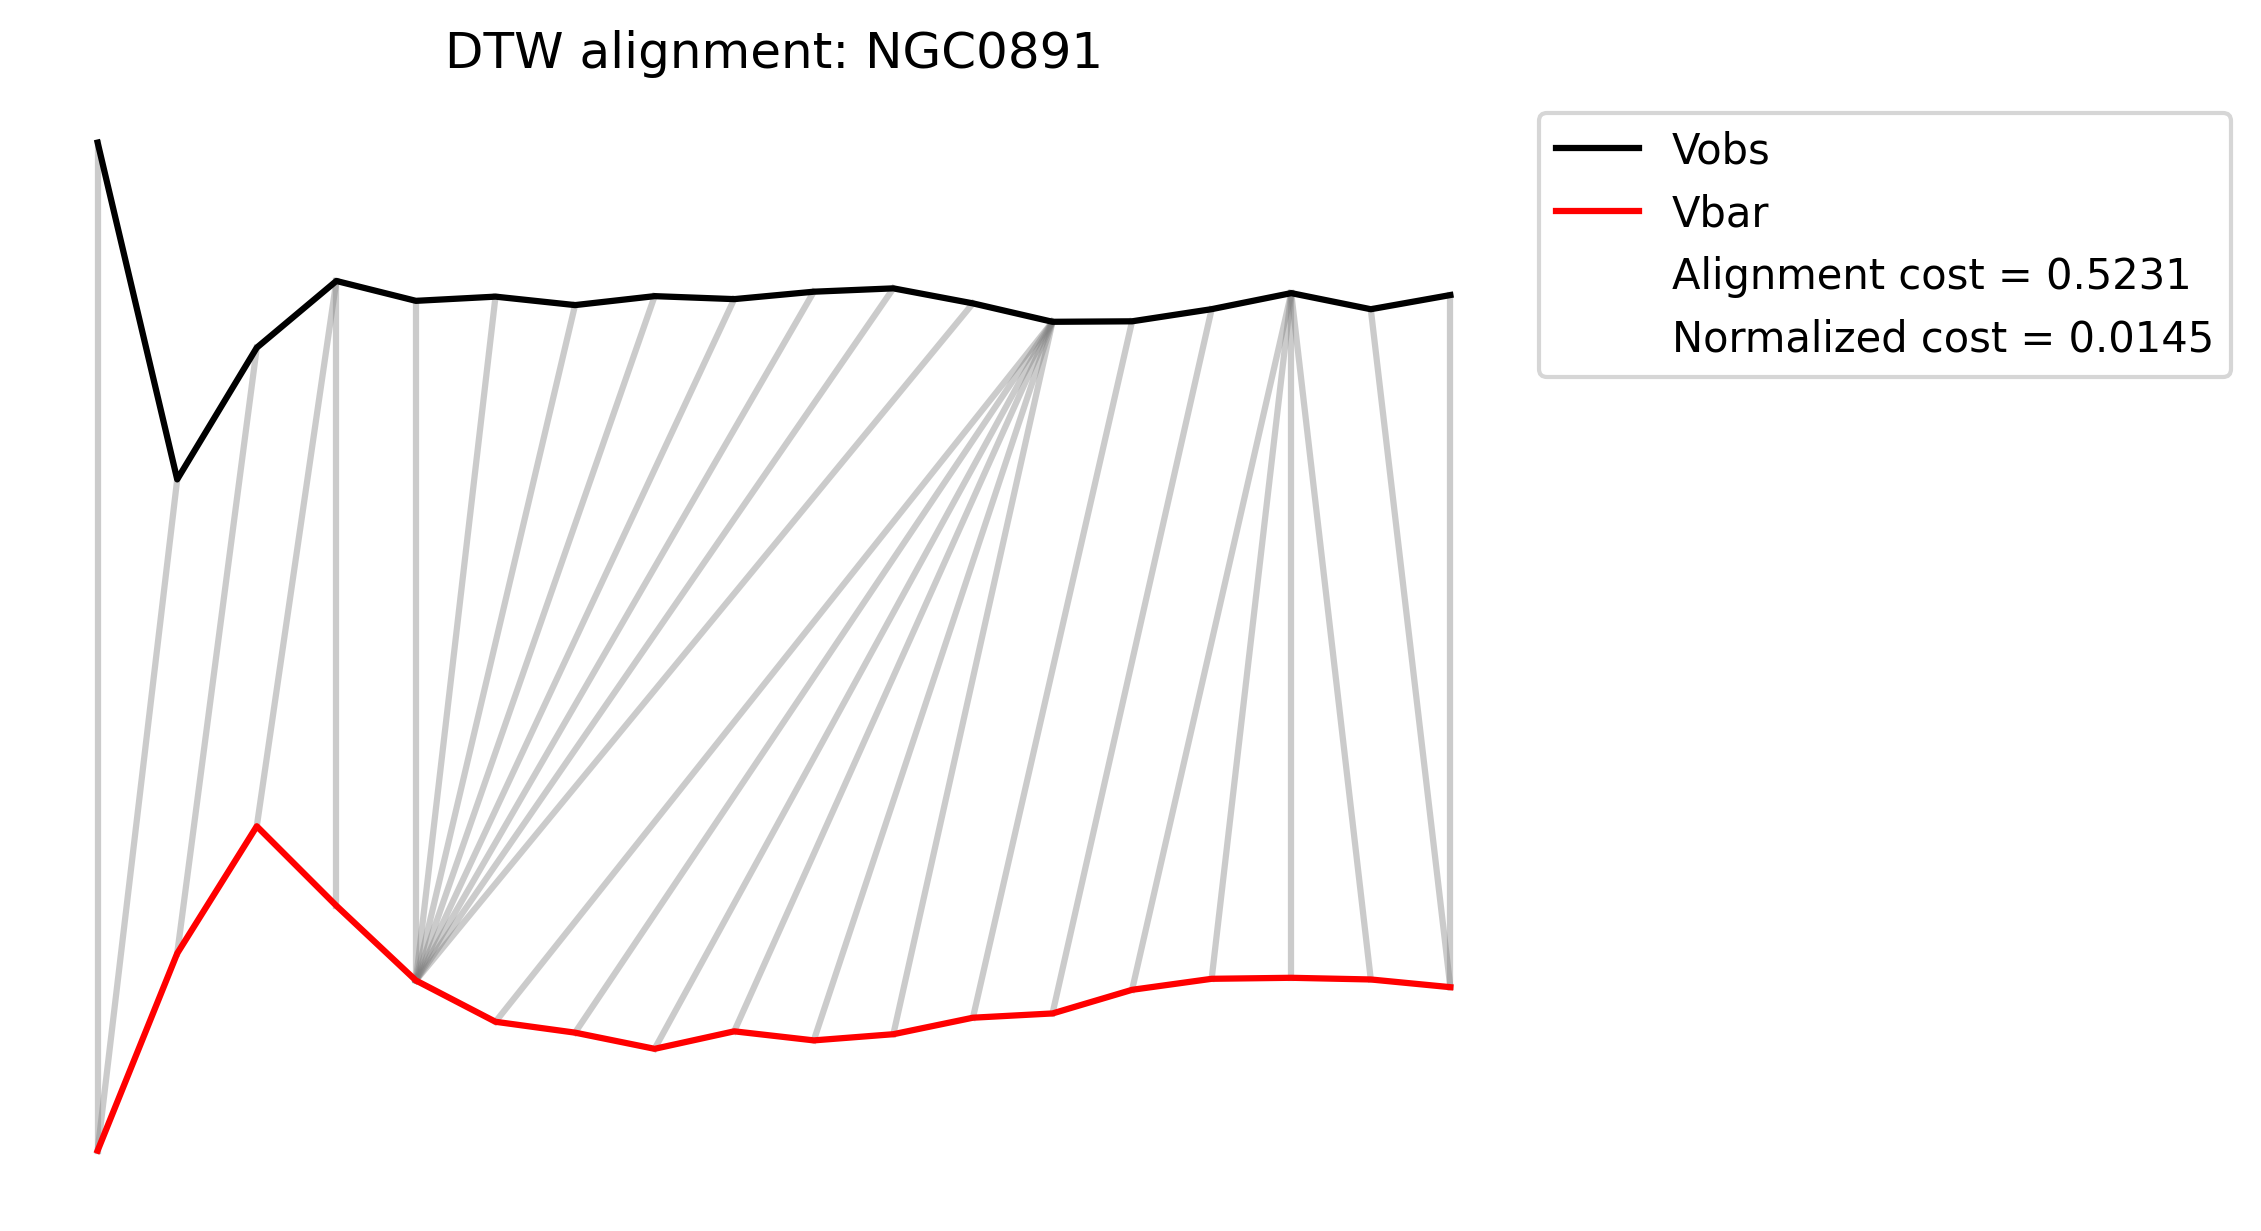 DTW alignment: NGC0891
Vobs
Vbar
Alignment cost = 0.5231
Normalized cost = 0.0145